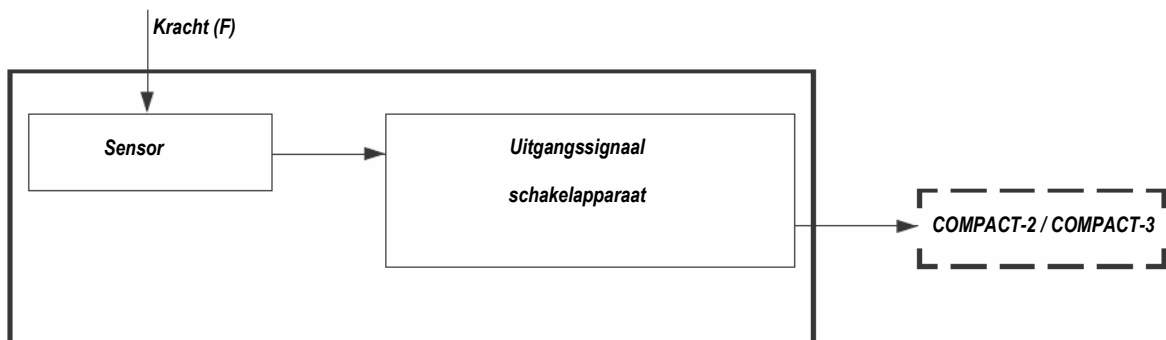 Kracht (F)
Sensor
Uitgangssignaal
schakelapparaat
COMPACT-2 / COMPACT-3